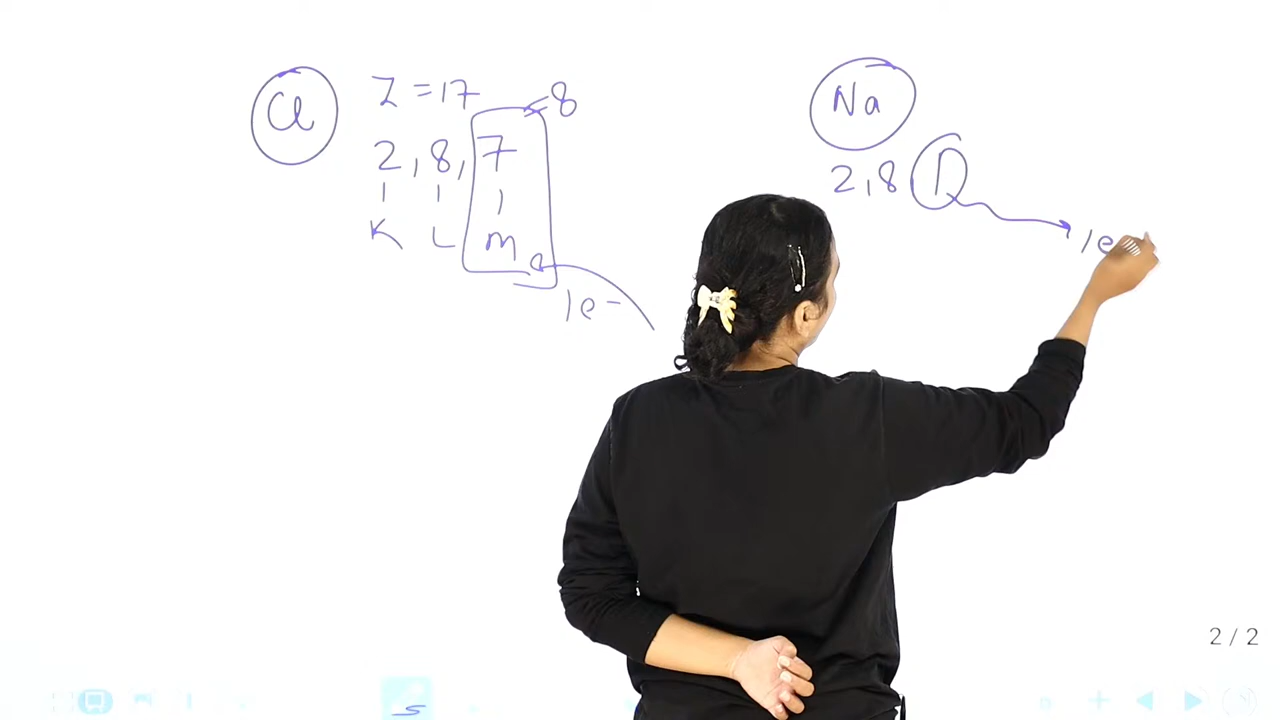 Cl
Z = 17
8
2, 8, 7
K L M
1e-
Na
2,8 1
1e
2 / 2